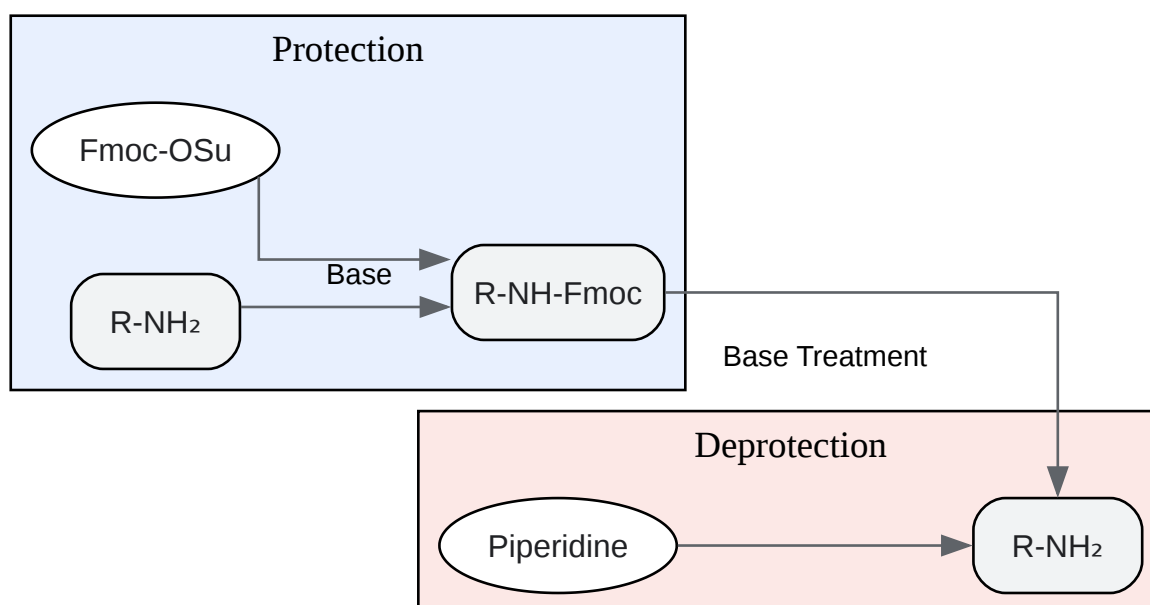 Protection
Fmoc-OSu
Base
R-NH₂
R-NH-Fmoc
Base Treatment
Deprotection
Piperidine
R-NH₂